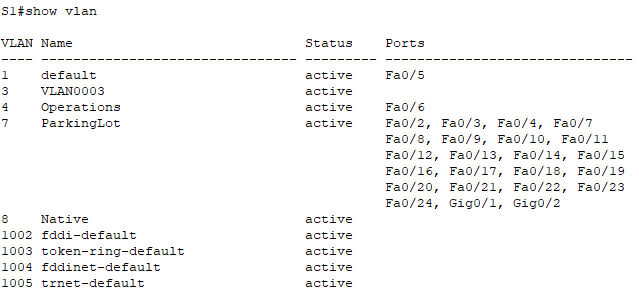 S1#show vlan
VLAN Name                             Status    Ports
---- -------------------------------- --------- -------------------------------
1    default                          active    Fa0/5
3    VLAN0003                         active
4    Operations                       active    Fa0/6
7    ParkingLot                       active    Fa0/2, Fa0/3, Fa0/4, Fa0/7
                                                Fa0/8, Fa0/9, Fa0/10, Fa0/11
                                                Fa0/12, Fa0/13, Fa0/14, Fa0/15
                                                Fa0/16, Fa0/17, Fa0/18, Fa0/19
                                                Fa0/20, Fa0/21, Fa0/22, Fa0/23
                                                Fa0/24, Gig0/1, Gig0/2
8    Native                           active
1002 fddi-default                     active
1003 token-ring-default               active
1004 fddinet-default                  active
1005 trnet-default                    active